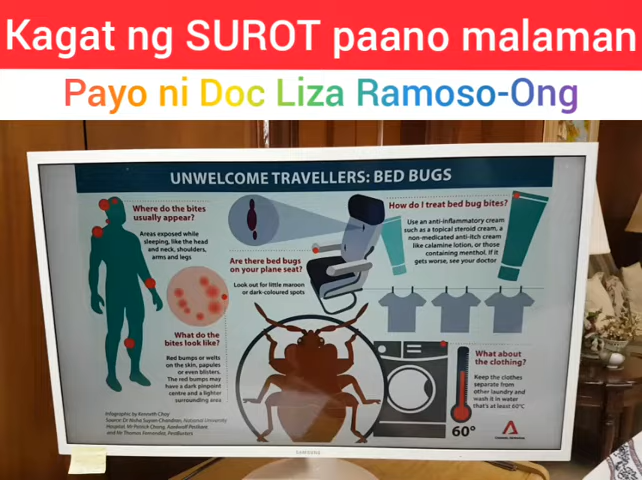 Kagat ng SUROT paano malaman
Payo ni Doc Liza Ramoso-Ong
UNWELCOME TRAVELLERS: BED BUGS
Where do the bites
usually appear?
Areas exposed while
sleeping, like the head
and neck, shoulders,
arms and legs
What do the
bites look like?
Red bumps or welts
on the skin, papules
or even blisters.
The red bumps may
have a dark pinpoint
centre and a lighter
surrounding area
Are there bed bugs
on your plane seat?
Look out for little maroon
or dark-coloured spots
How do I treat bed bug bites?
Use an anti-inflammatory cream
such as a topical steroid cream, a
non-medicated anti-itch cream
like calamine lotion, or those
containing menthol. If it
gets worse, see your doctor
What about
the clothing?
Keep the clothes
separate from
other laundry and
wash it in water
that's at least 60°C
60°
Infographic by Kenneth Choy
SAMSUNG